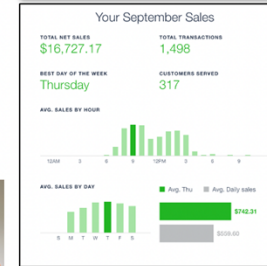 Your September Sales
TOTAL NET SALES TOTAL TRANSACTIONS
$16,727.17 1,498
BEST DAY OF THE WEEK CUSTOMERS SERVED
Thursday 317
AVG. SALES BY HOUR
12AM 3 6 9 12PM 3 6 9
AVG. SALES BY DAY
Avg. Thu Avg. Daily sales
$742.31
S M T W T F S